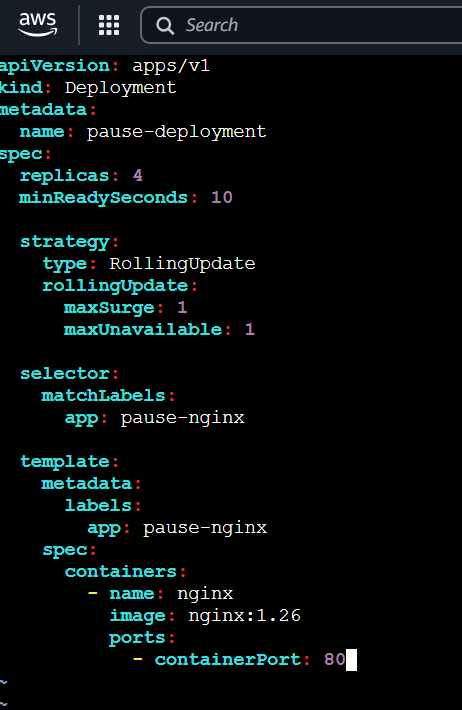 aws
Search
apiVersion: apps/v1
kind: Deployment
metadata:
  name: pause-deployment
spec:
  replicas: 4
  minReadySeconds: 10

  strategy:
    type: RollingUpdate
    rollingUpdate:
      maxSurge: 1
      maxUnavailable: 1

  selector:
    matchLabels:
      app: pause-nginx

  template:
    metadata:
      labels:
        app: pause-nginx
    spec:
      containers:
        - name: nginx
          image: nginx:1.26
          ports:
            - containerPort: 80
~
~